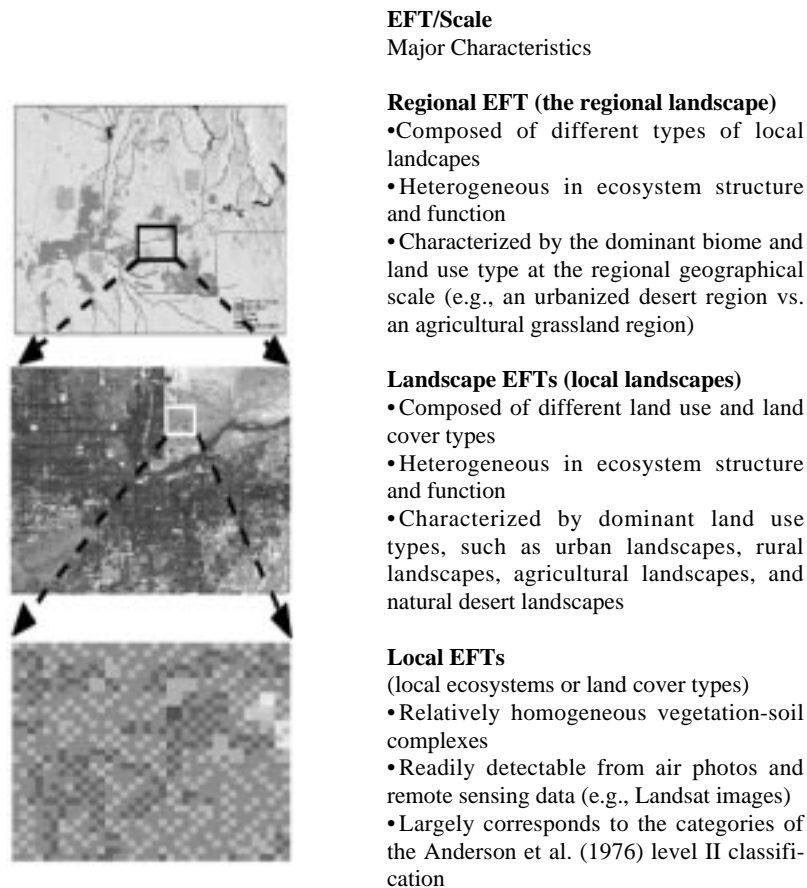 EFT/Scale
Major Characteristics
Regional EFT (the regional landscape)
•Composed of different types of local
landcapes
•Heterogeneous in ecosystem structure
and function
•Characterized by the dominant biome and
land use type at the regional geographical
scale (e.g., an urbanized desert region vs.
an agricultural grassland region)
Landscape EFTs (local landscapes)
•Composed of different land use and land
cover types
•Heterogeneous in ecosystem structure
and function
•Characterized by dominant land use
types, such as urban landscapes, rural
landscapes, agricultural landscapes, and
natural desert landscapes
Local EFTs
(local ecosystems or land cover types)
•Relatively homogeneous vegetation-soil
complexes
•Readily detectable from air photos and
remote sensing data (e.g., Landsat images)
•Largely corresponds to the categories of
the Anderson et al. (1976) level II classifi-
cation